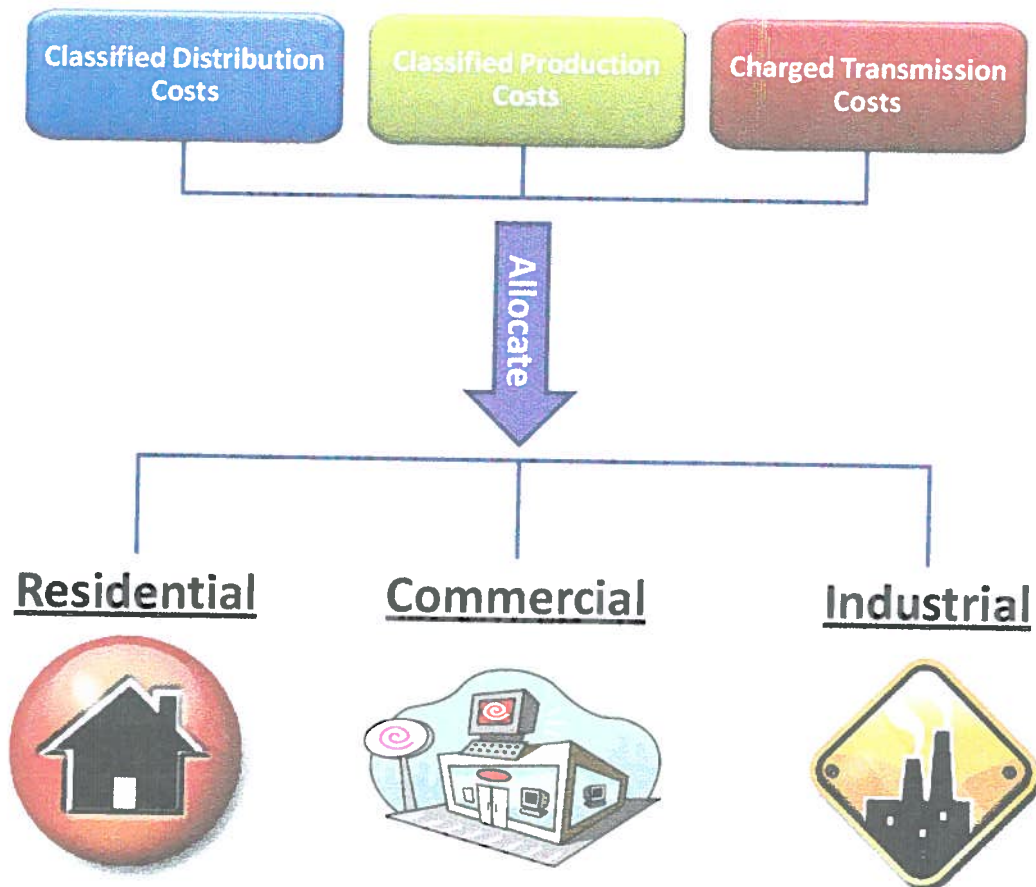 Classified Distribution
Costs
Classified Production
Costs
Charged Transmission
Costs
Allocate
Residential
Commercial
Industrial